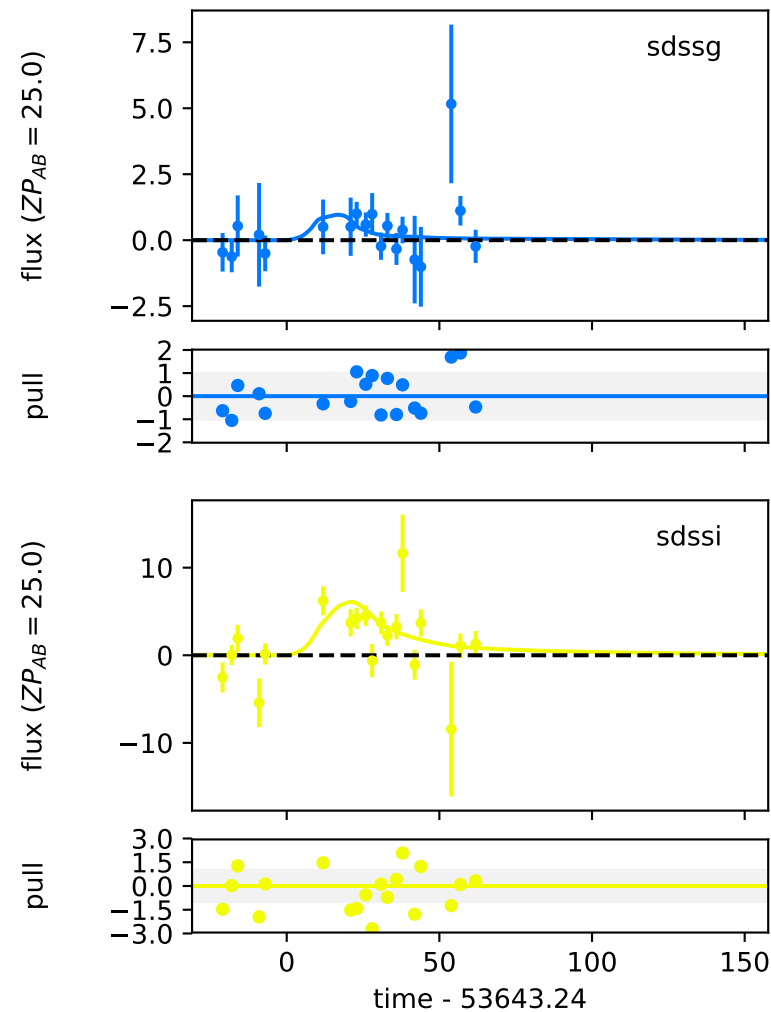 flux (ZP_AB = 25.0)
sdssg
7.5
5.0
2.5
0.0
−2.5
pull
2
1
0
−1
−2
flux (ZP_AB = 25.0)
sdssi
10
0
−10
pull
3.0
1.5
0.0
−1.5
−3.0
0 50 100 150
time - 53643.24